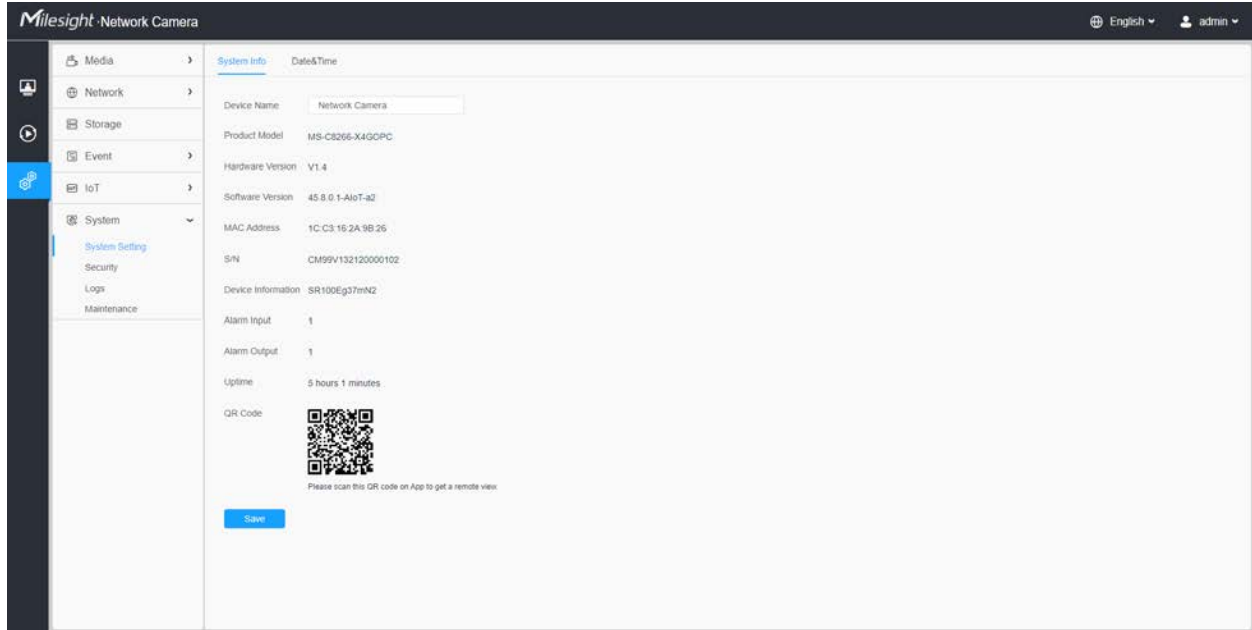 Milesight · Network Camera
English
admin
Media
Network
Storage
Event
IoT
System
System Setting
Security
Logs
Maintenance
System Info Date&Time
Device Name Network Camera
Product Model MS-C8266-X4GOPC
Hardware Version V1.4
Software Version 45.8.0.1-AIoT-a2
MAC Address 1C:C3:16:2A:9B:26
S/N CM99V132120000102
Device Information SR100Eg37mN2
Alarm Input 1
Alarm Output 1
Uptime 5 hours 1 minutes
QR Code
Please scan this QR code on App to get a remote view.
Save